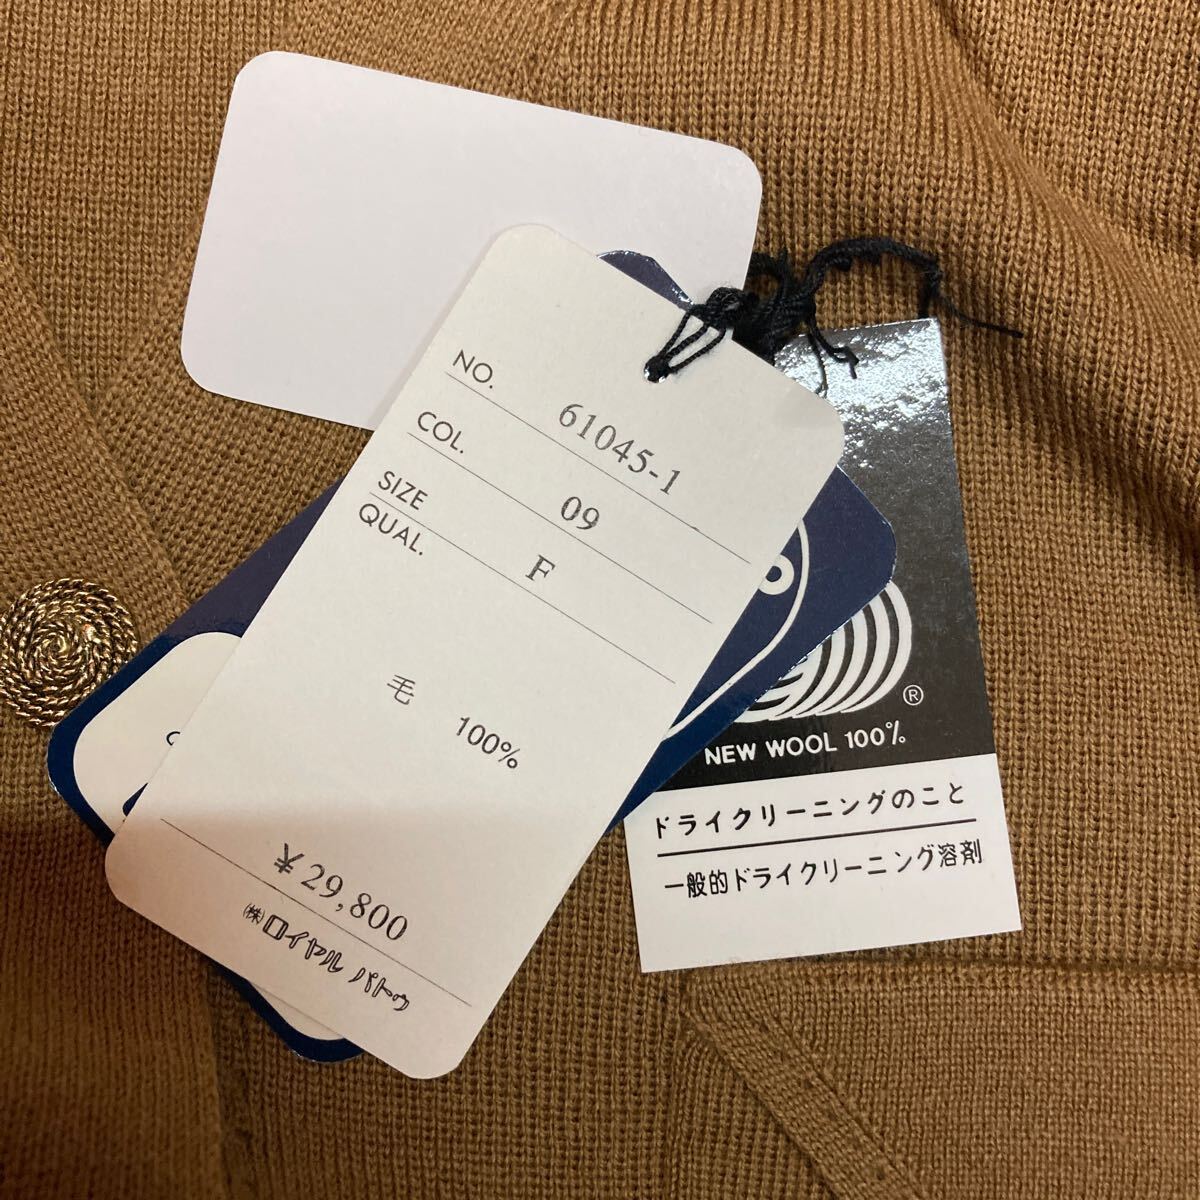 NO. 61045-1
COL. 09
SIZE F
QUAL.
毛 100%
¥29,800
㈱ロイヤル パトゥ
®
NEW WOOL 100%
ドライクリーニングのこと
一般的ドライクリーニング溶剤